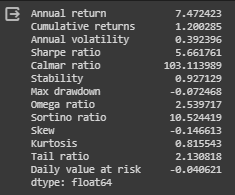 Annual return 7.472423
Cumulative returns 1.200285
Annual volatility 0.392396
Sharpe ratio 5.661761
Calmar ratio 103.113989
Stability 0.927129
Max drawdown -0.072468
Omega ratio 2.539717
Sortino ratio 10.524419
Skew -0.146613
Kurtosis 0.815543
Tail ratio 2.130818
Daily value at risk -0.040621
dtype: float64